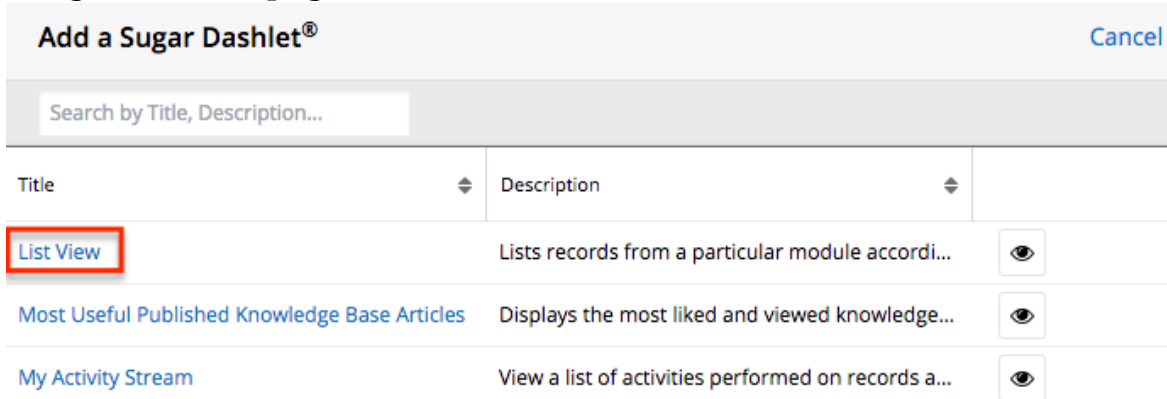 Add a Sugar Dashlet®
Cancel
Search by Title, Description...
Title
Description
List View
Lists records from a particular module accordi...
Most Useful Published Knowledge Base Articles
Displays the most liked and viewed knowledge...
My Activity Stream
View a list of activities performed on records a...